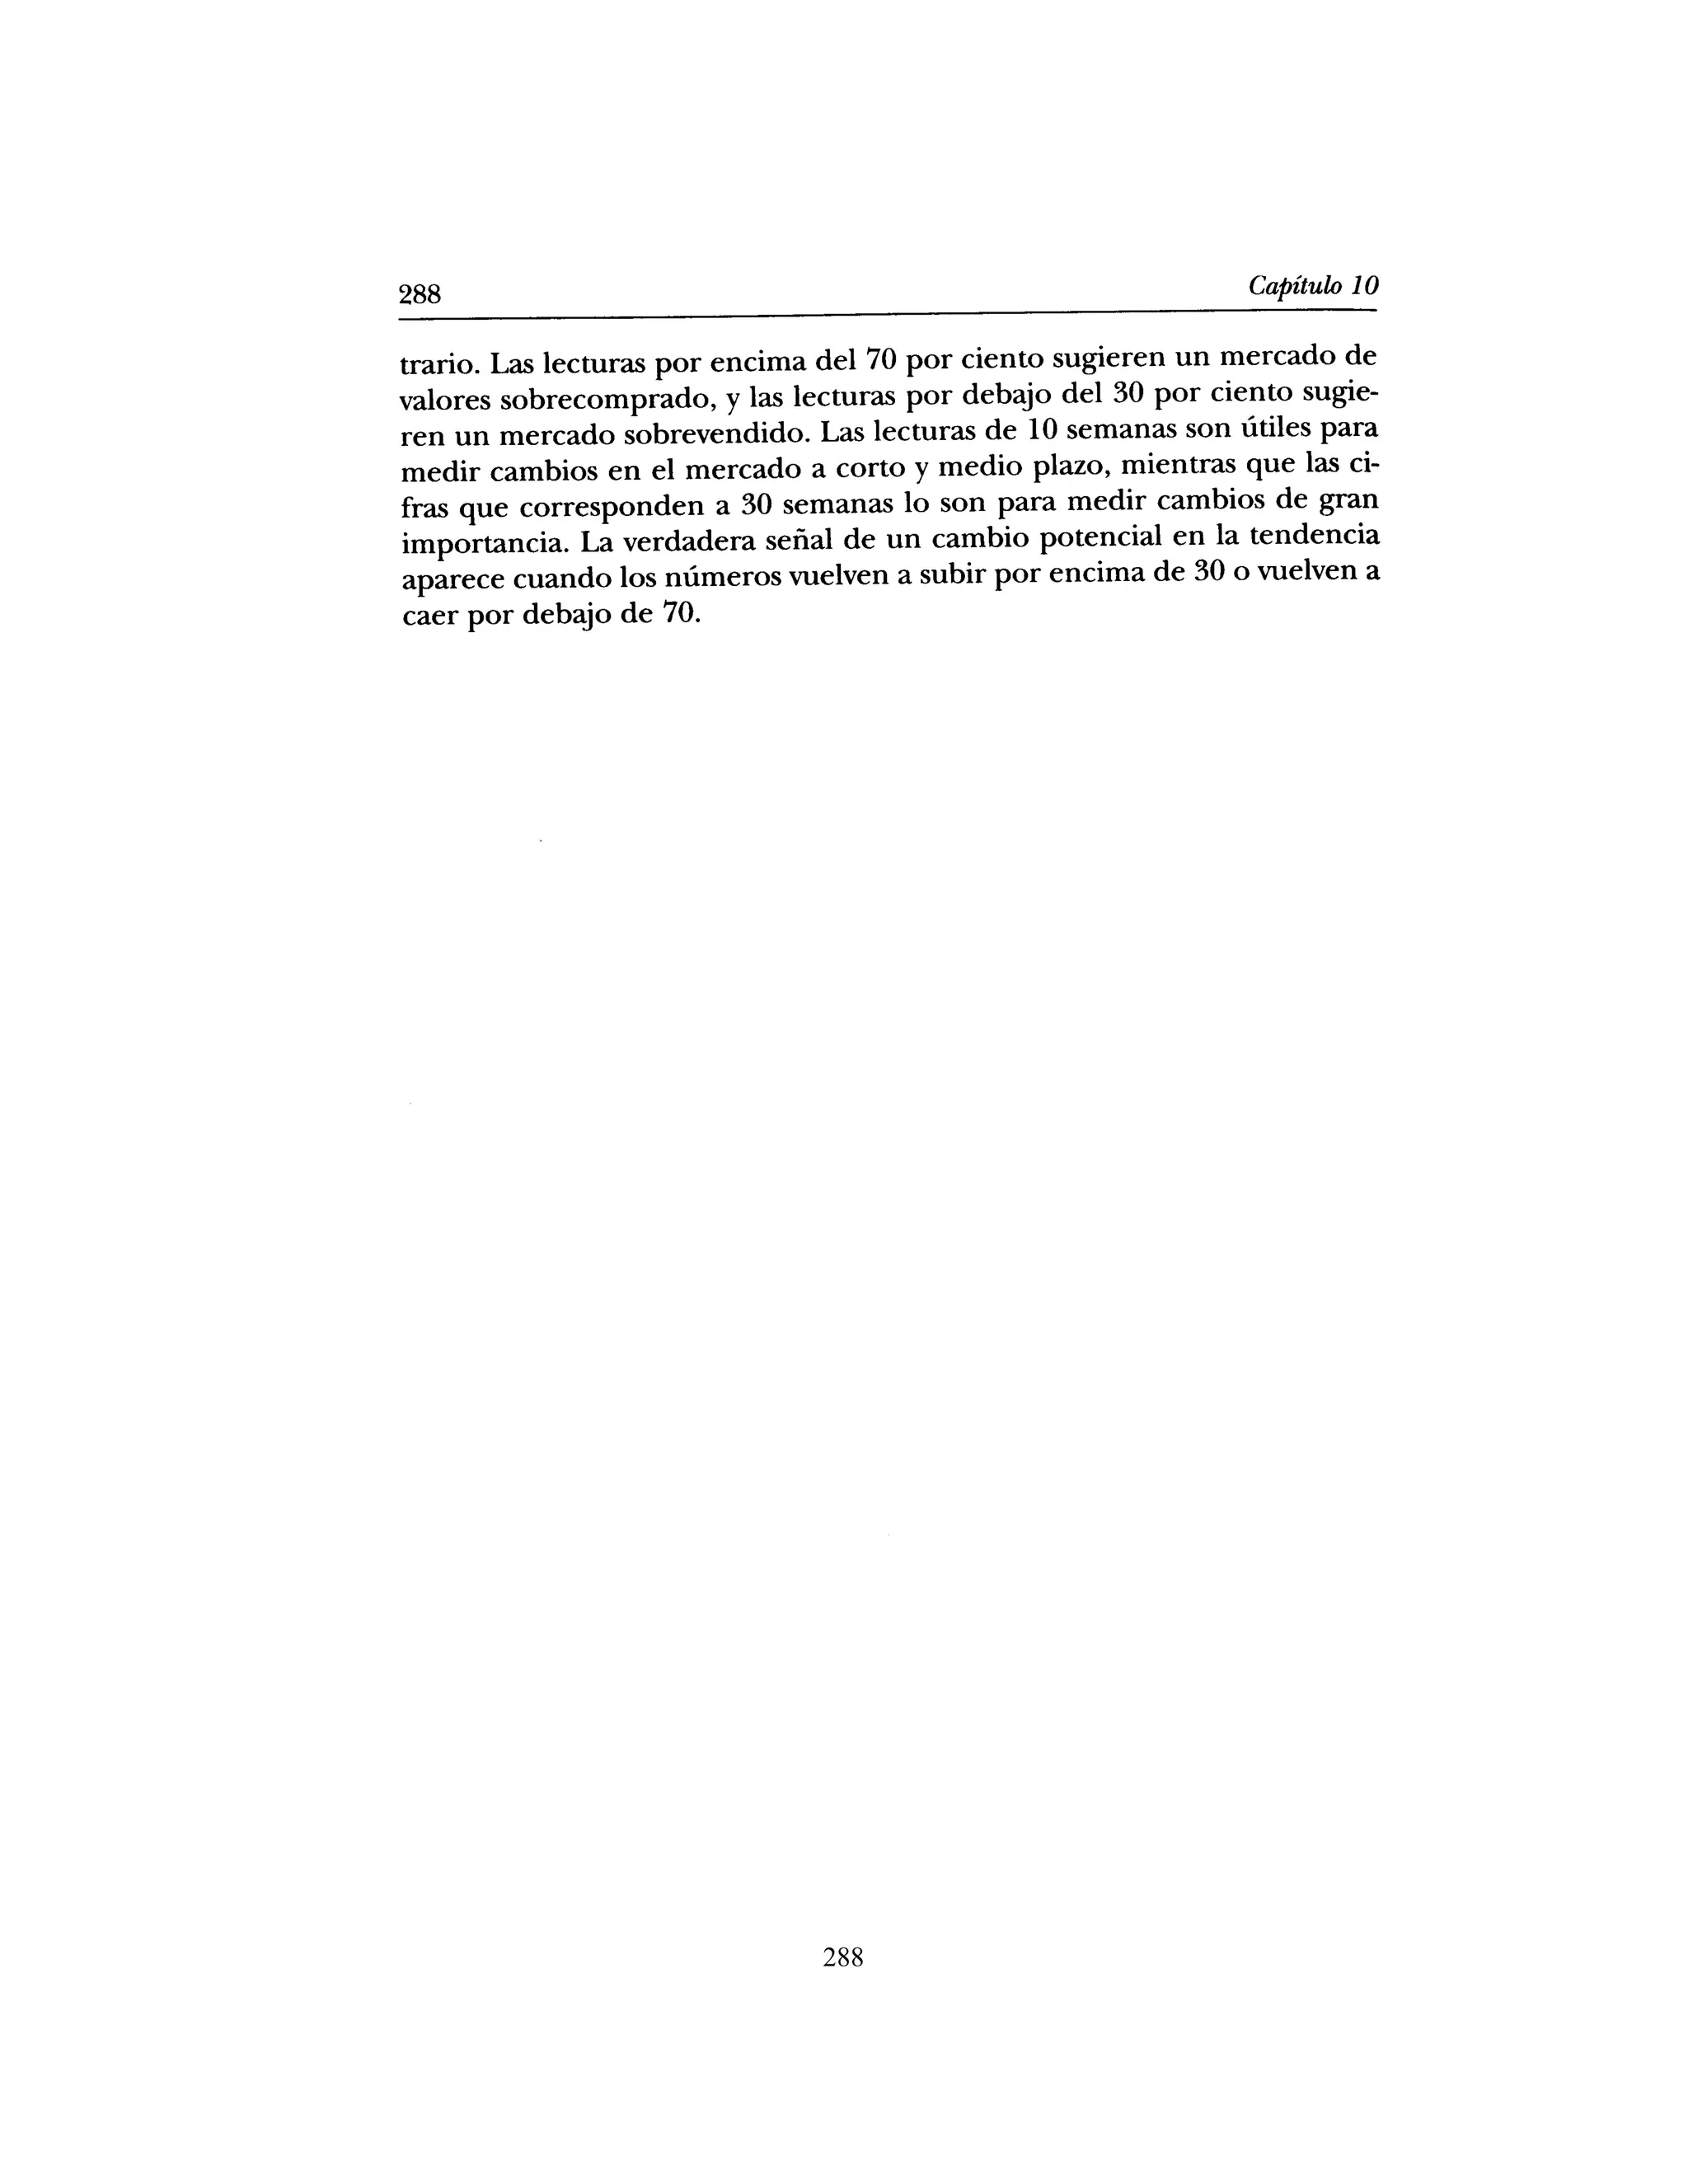 288
Capítulo 10
trario. Las lecturas por encima del 70 por ciento sugieren un mercado de
valores sobrecomprado, y las lecturas por debajo del 30 por ciento sugie-
ren un mercado sobrevendido. Las lecturas de 10 semanas son útiles para
medir cambios en el mercado a corto y medio plazo, mientras que las ci-
fras que corresponden a 30 semanas lo son para medir cambios de gran
importancia. La verdadera señal de un cambio potencial en la tendencia
aparece cuando los números vuelven a subir por encima de 30 o vuelven a
caer por debajo de 70.
288